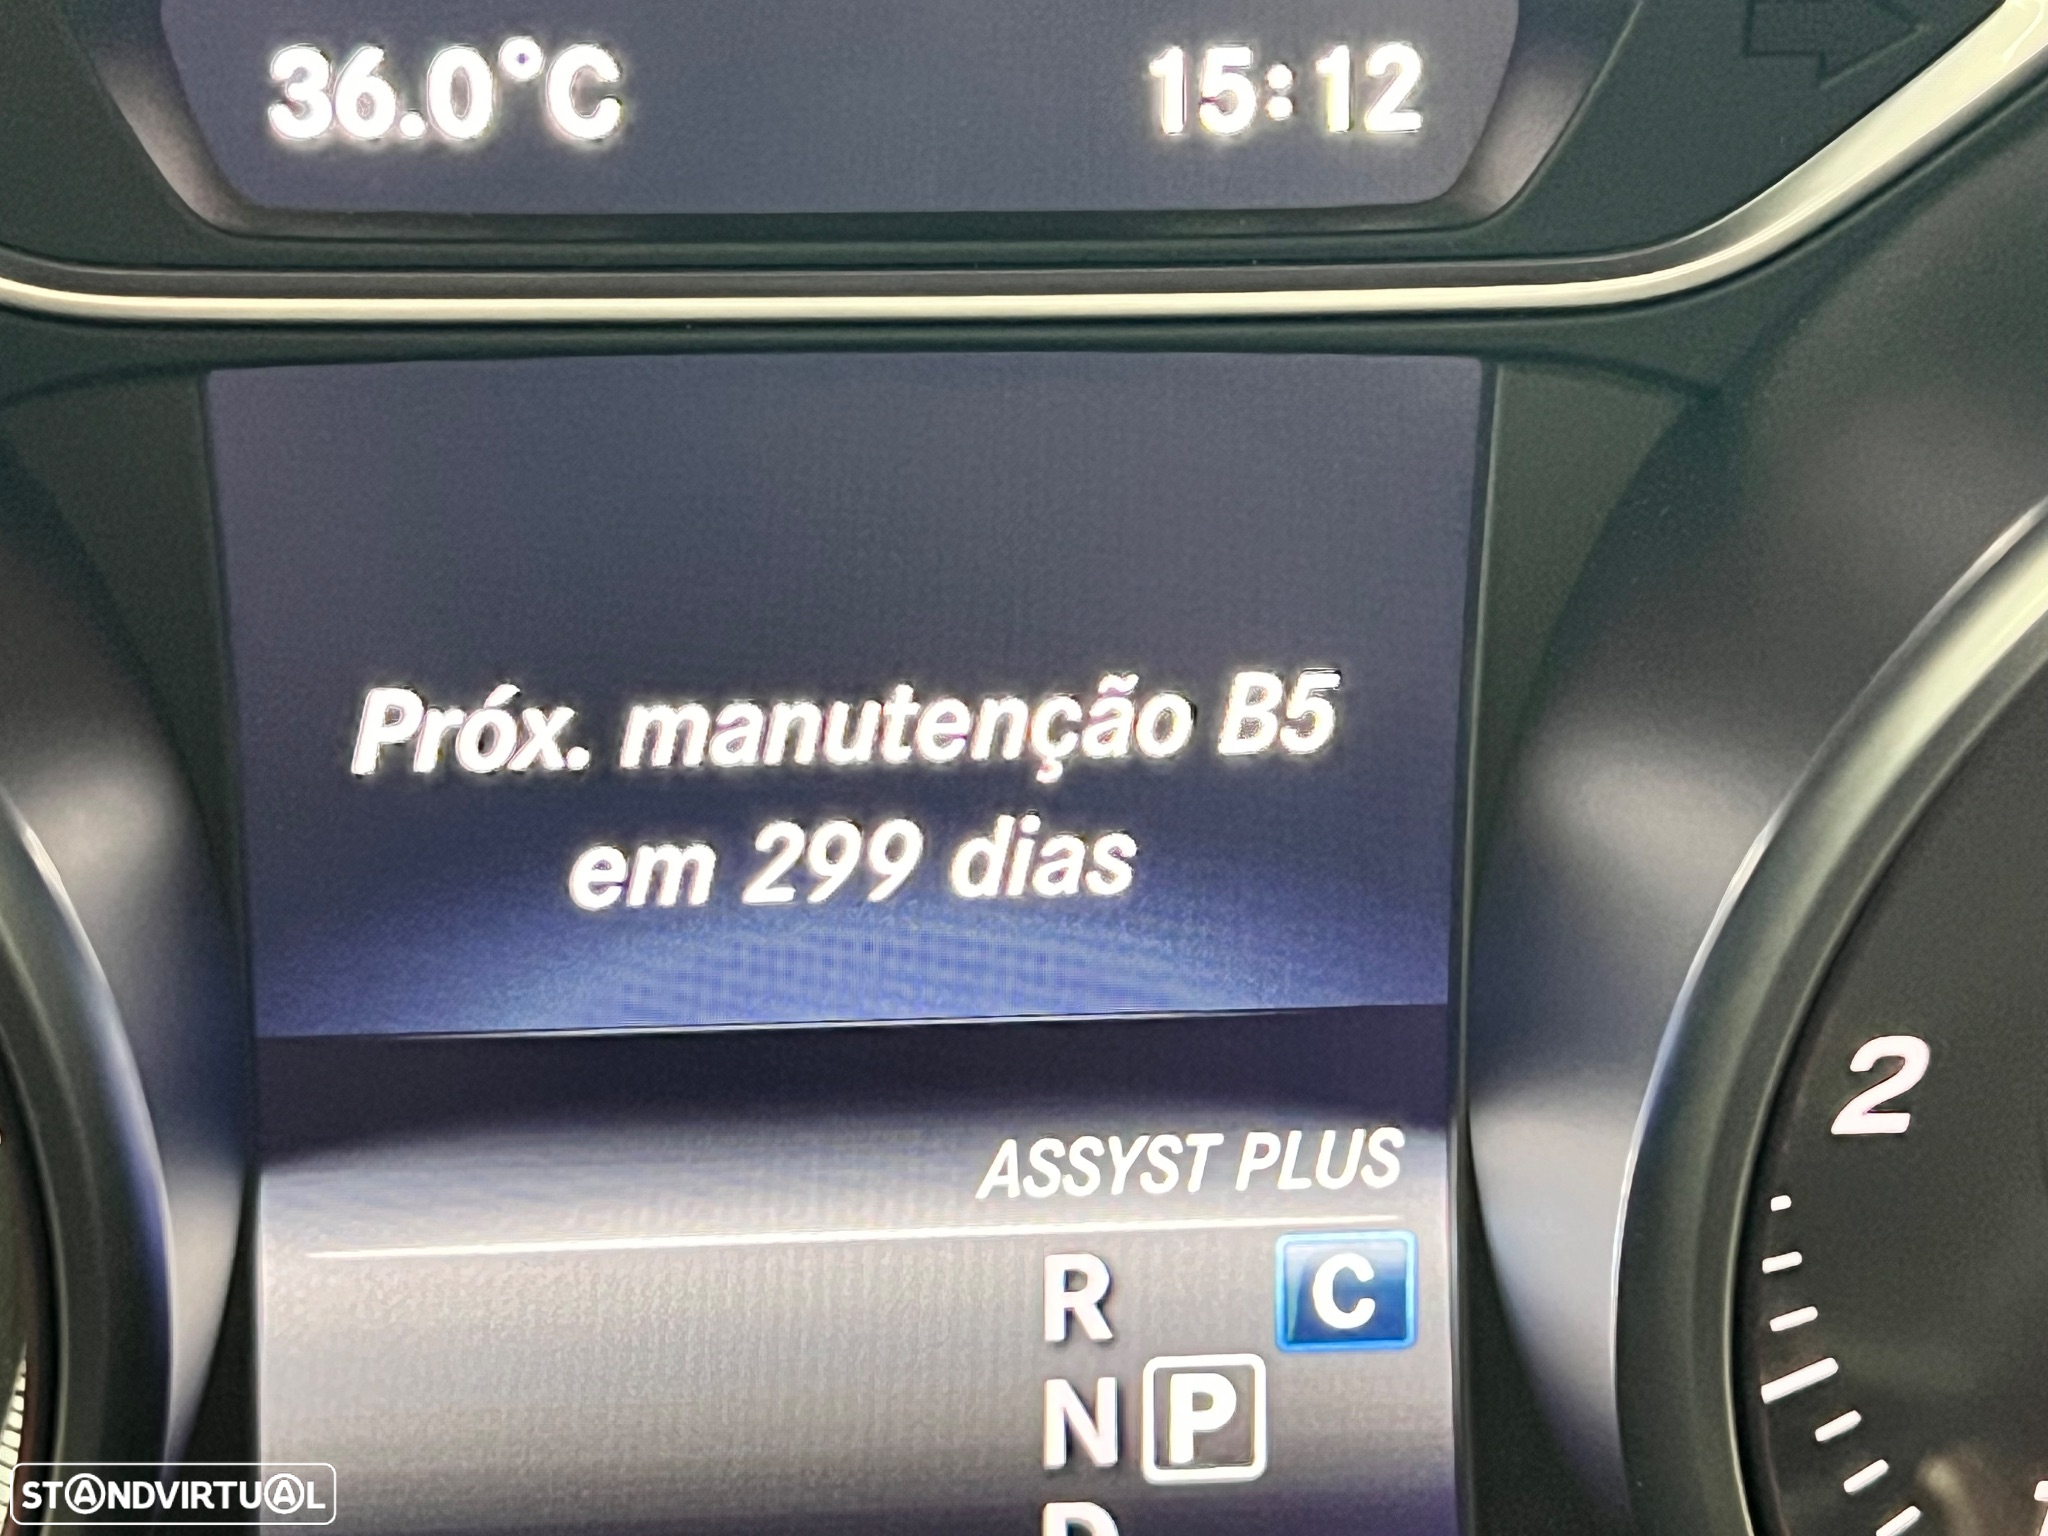 36.0°C 15:12
Próx. manutenção B5
em 299 dias
ASSYST PLUS
R C
N P
D
2
STANDVIRTUAL